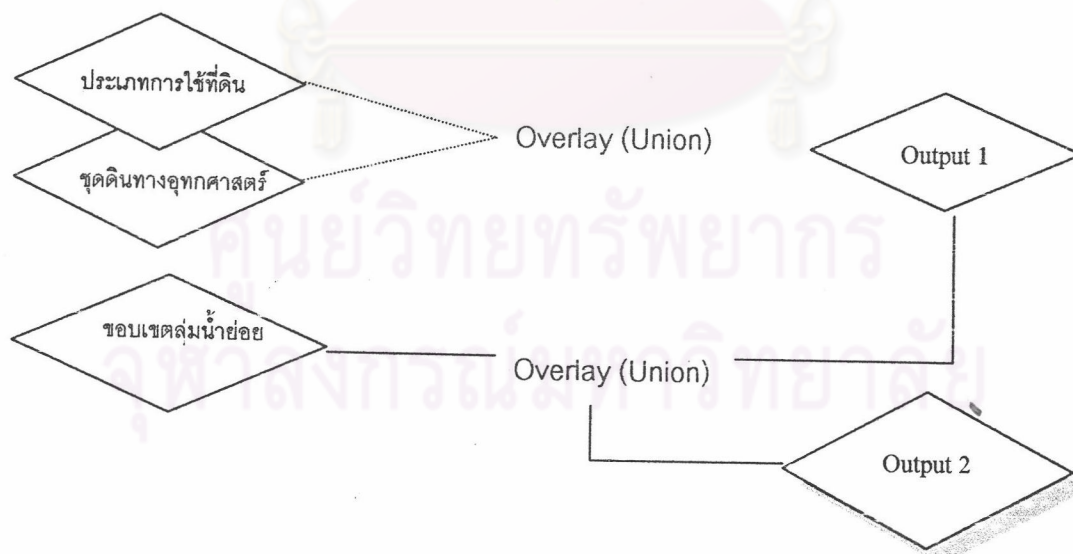 ประเภทการใช้ที่ดิน
Overlay (Union)
Output 1
ชุดดินทางอุทกศาสตร์
ศูนย์วิทยทรัพยากร
ขอบเขตลุ่มน้ำย่อย
Overlay (Union)
จุฬาลงกรณ์มหาวิทยาลัย
Output 2